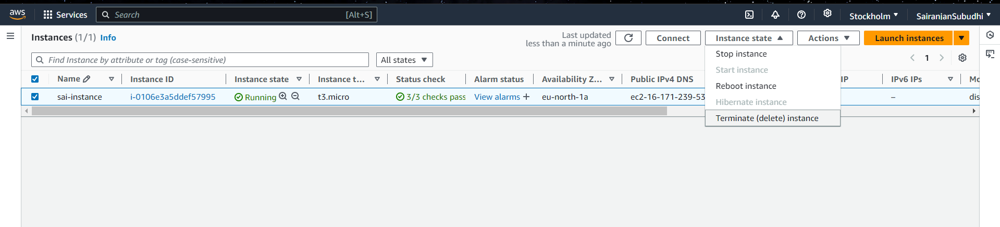 aws Services Search [Alt+S] Stockholm SairanjanSubudhi
Instances (1/1) Info
Last updated
less than a minute ago
Connect Instance state Actions Launch instances
Find Instance by attribute or tag (case-sensitive) All states
1
Stop instance
Start instance
Reboot instance
Hibernate instance
Terminate (delete) instance
Name Instance ID Instance state Instance t... Status check Alarm status Availability Z... Public IPv4 DNS IP IPv6 IPs Mo
sai-instance i-0106e3a5ddef57995 Running t3.micro 3/3 checks pass View alarms + eu-north-1a ec2-16-171-239-53 – dis